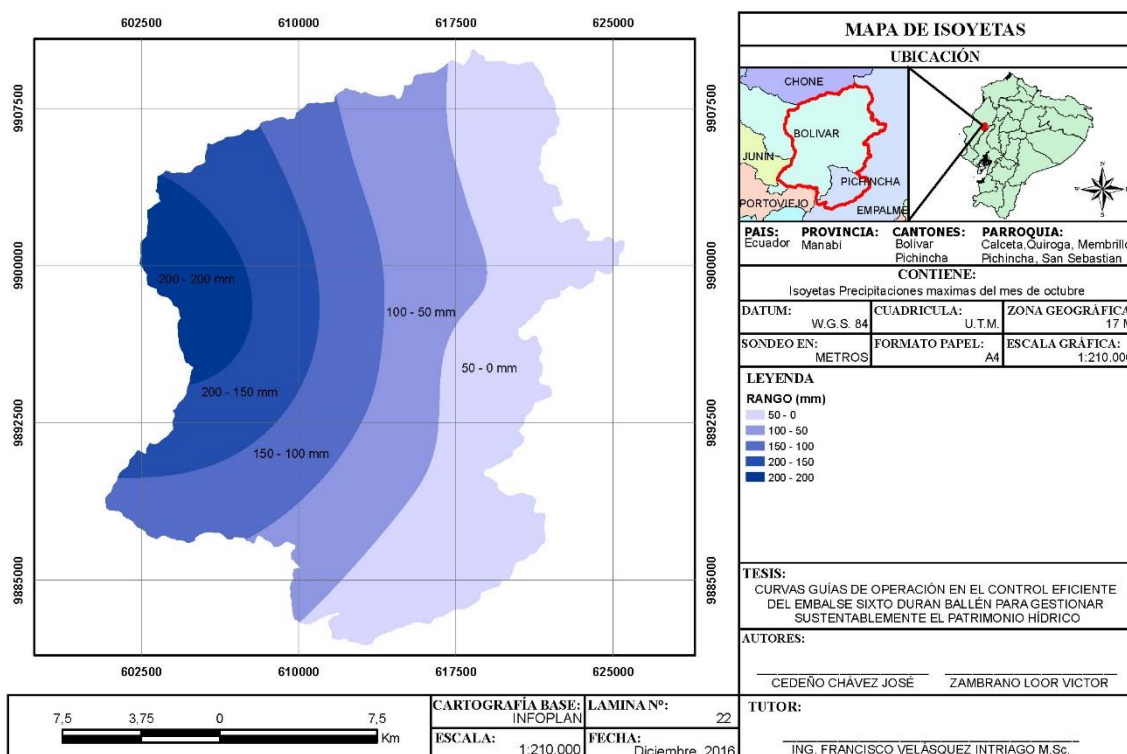 602500 610000 617500 625000
9907500
9900000
9892500
9885000
9907500
9900000
9892500
9885000
200 - 200 mm
100 - 50 mm
50 - 0 mm
200 - 150 mm
150 - 100 mm
602500 610000 617500 625000
7,5 3,75 0 7,5
Km
CARTOGRAFÍA BASE:
INFOPLAN
LAMINA Nº:
22
ESCALA:
1:210.000
FECHA:
Diciembre, 2016
MAPA DE ISOYETAS
UBICACIÓN
CHONE
BOLIVAR
JUNIN
PICHINCHA
PORTOVIEJO
EMPALME
N
W
E
S
PAIS:
Ecuador
PROVINCIA:
Manabí
CANTONES:
Bolívar
Pichincha
PARROQUIA:
Calceta,Quiroga, Membrillo
Pichincha, San Sebastian
CONTIENE:
Isoyetas Precipitaciones maximas del mes de octubre
DATUM:
W.G.S. 84
CUADRICULA:
U.T.M.
ZONA GEOGRÁFICA
17 M
SONDEO EN:
METROS
FORMATO PAPEL:
A4
ESCALA GRÁFICA:
1:210.000
LEYENDA
RANGO (mm)
50 - 0
100 - 50
150 - 100
200 - 150
200 - 200
TESIS:
CURVAS GUÍAS DE OPERACIÓN EN EL CONTROL EFICIENTE
DEL EMBALSE SIXTO DURAN BALLÉN PARA GESTIONAR
SUSTENTABLEMENTE EL PATRIMONIO HÍDRICO
AUTORES:
CEDEÑO CHÁVEZ JOSÉ ZAMBRANO LOOR VICTOR
TUTOR:
ING. FRANCISCO VELÁSQUEZ INTRIAGO M.Sc.